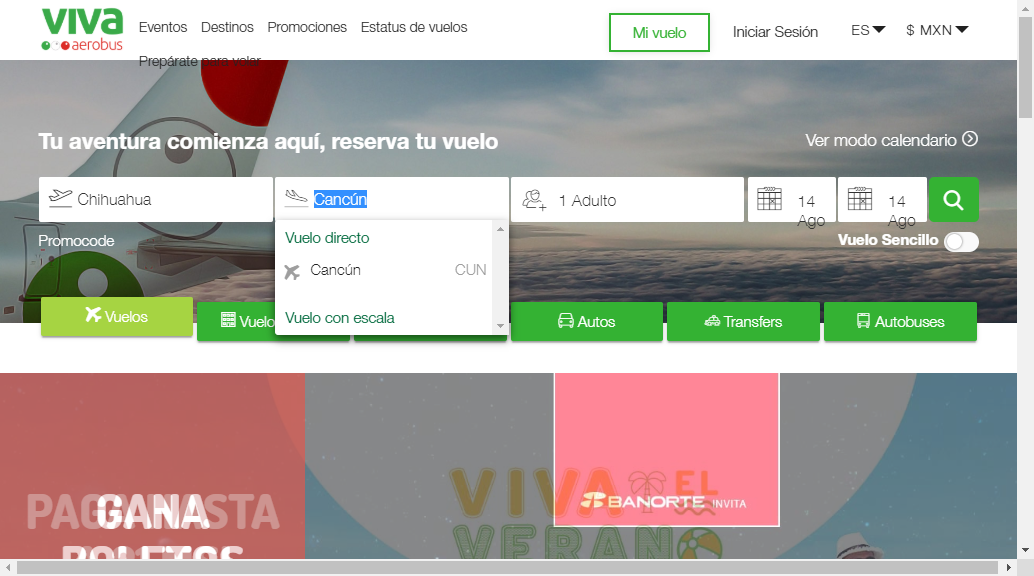 viva
aerobus
Eventos Destinos Promociones Estatus de vuelos
Prepárate para volar
Mi vuelo
Iniciar Sesión
ES
$ MXN
Tu aventura comienza aquí, reserva tu vuelo
Ver modo calendario
Chihuahua
Cancún
1 Adulto
14
Ago
14
Ago
Promocode
Vuelo Sencillo
Vuelo directo
Cancún CUN
Vuelo con escala
Vuelos
Vuelo
Autos
Transfers
Autobuses
GANA
BOLETOS
VIVA EL
VERANO
BANORTE INVITA